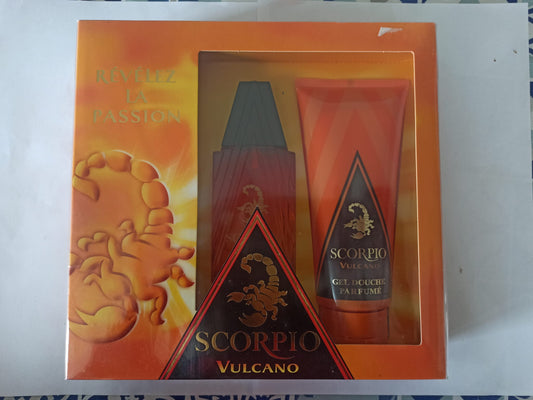 RÉVÉLEZ
LA
PASSION
SCORPIO
VULCANO
GEL DOUCHE
PARFUMÉ
SCORPIO
VULCANO